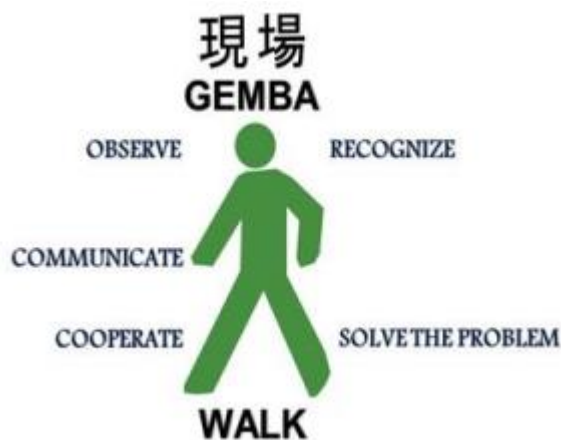 現場
GEMBA
OBSERVE
RECOGNIZE
COMMUNICATE
COOPERATE
SOLVE THE PROBLEM
WALK